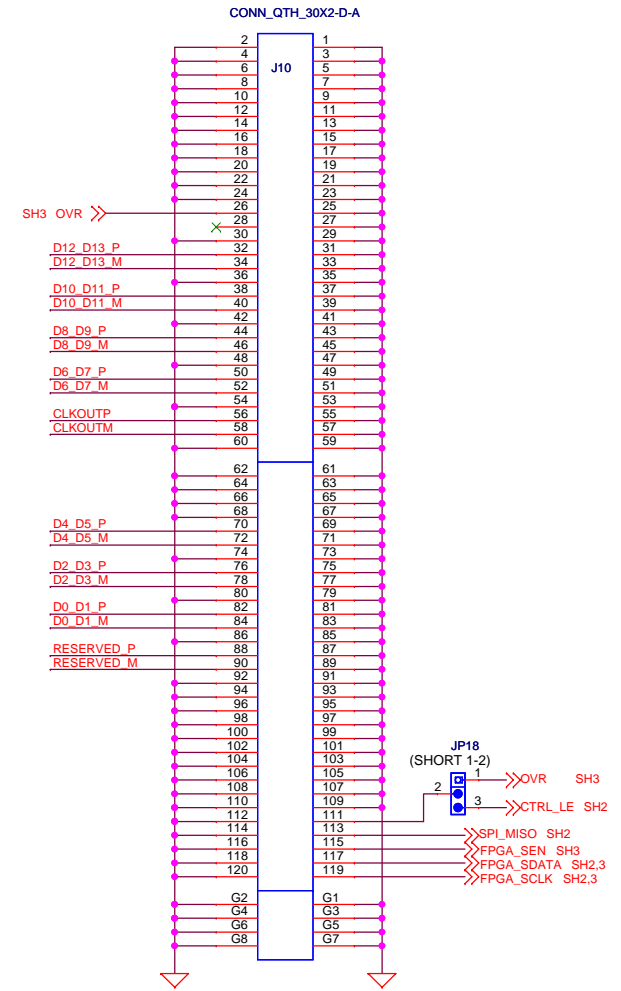 CONN_QTH_30X2-D-A
J10
2 1
4 3
6 5
8 7
10 9
12 11
14 13
16 15
18 17
20 19
22 21
24 23
SH3 OVR 26 25
28 27
30 29
D12_D13_P 32 31
D12_D13_M 34 33
36 35
D10_D11_P 38 37
D10_D11_M 40 39
42 41
D8_D9_P 44 43
D8_D9_M 46 45
48 47
D6_D7_P 50 49
D6_D7_M 52 51
54 53
CLKOUTP 56 55
CLKOUTM 58 57
60 59
62 61
64 63
66 65
68 67
D4_D5_P 70 69
D4_D5_M 72 71
74 73
D2_D3_P 76 75
D2_D3_M 78 77
80 79
D0_D1_P 82 81
D0_D1_M 84 83
86 85
RESERVED_P 88 87
RESERVED_M 90 89
92 91
94 93
96 95
98 97
100 99
102 101
104 103
106 105
108 107
110 109
112 111
114 113
116 115
118 117
120 119
JP18
(SHORT 1-2)
1 OVR SH3
2
3 CTRL_LE SH2
SPI_MISO SH2
FPGA_SEN SH3
FPGA_SDATA SH2,3
FPGA_SCLK SH2,3
G2 G1
G4 G3
G6 G5
G8 G7